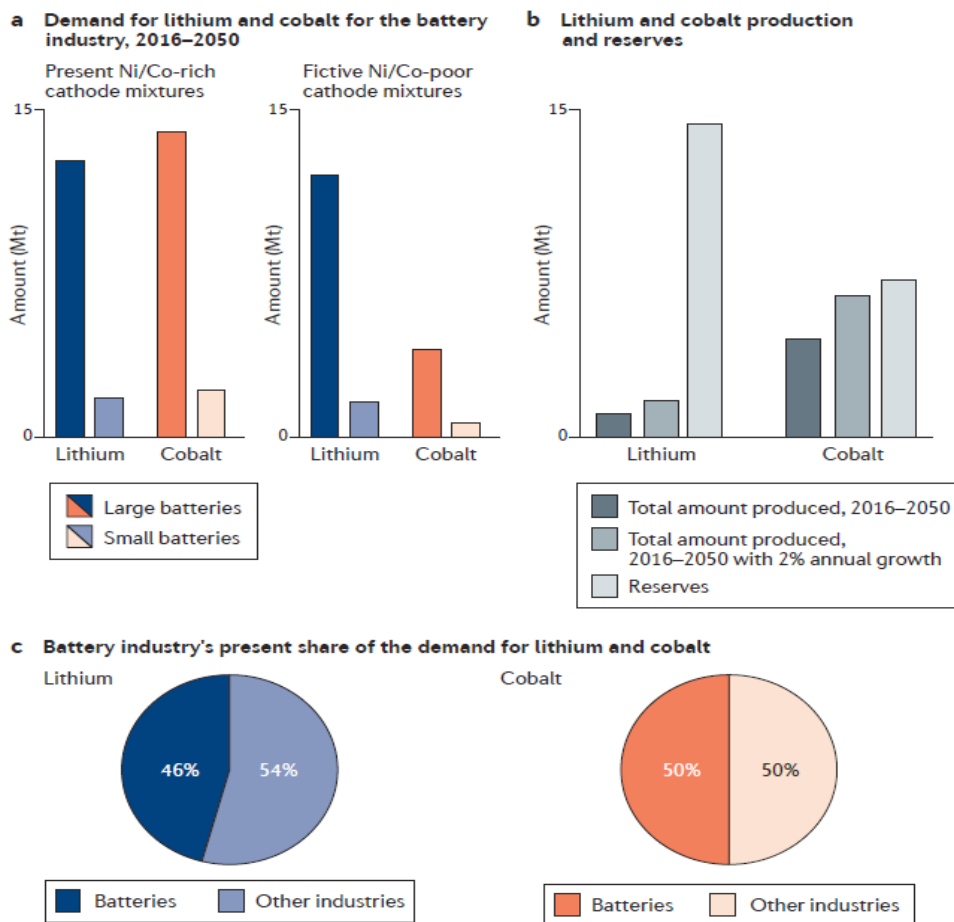 a Demand for lithium and cobalt for the battery
industry, 2016–2050
Present Ni/Co-rich
cathode mixtures
Fictive Ni/Co-poor
cathode mixtures
15
Amount (Mt)
0
Lithium
Cobalt
15
Amount (Mt)
0
Lithium
Cobalt
Large batteries
Small batteries
b Lithium and cobalt production
and reserves
15
Amount (Mt)
0
Lithium
Cobalt
Total amount produced, 2016–2050
Total amount produced,
2016–2050 with 2% annual growth
Reserves
c Battery industry's present share of the demand for lithium and cobalt
Lithium
46%
54%
Batteries
Other industries
Cobalt
50%
50%
Batteries
Other industries